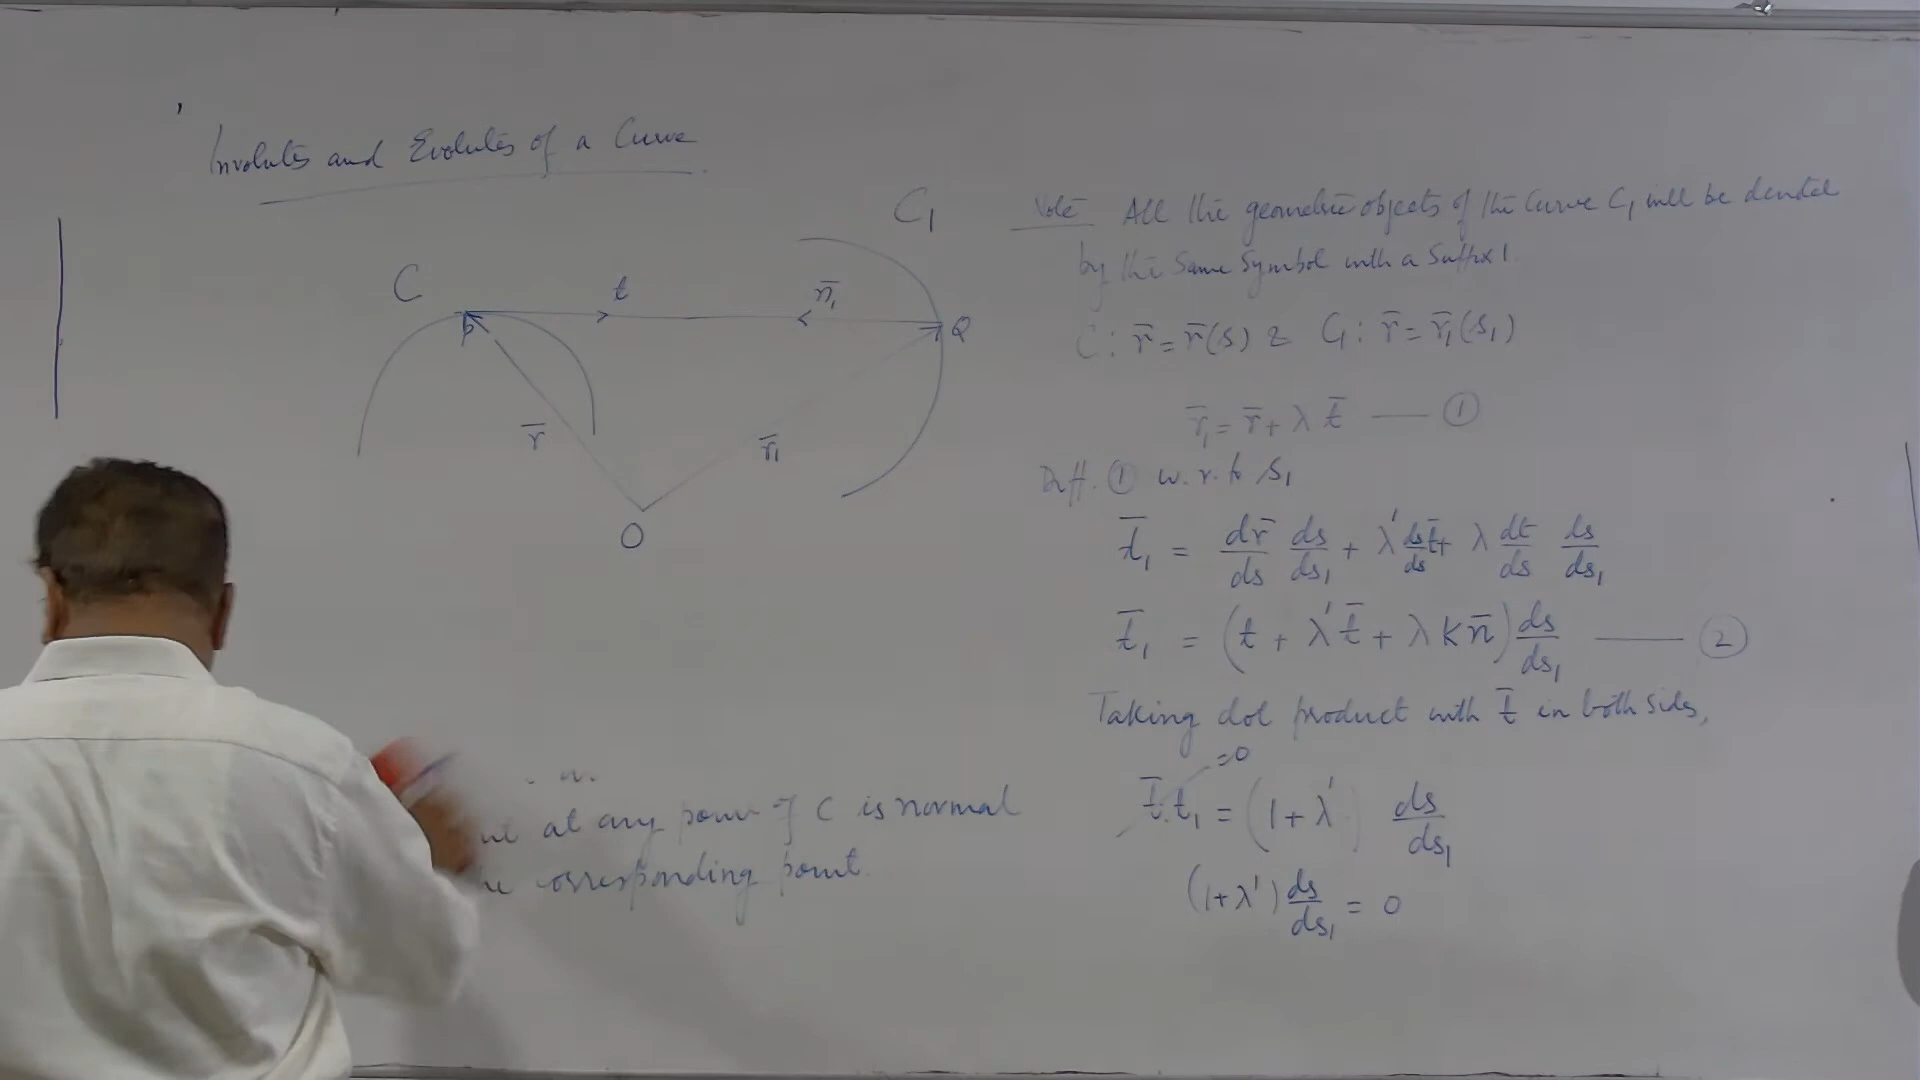 Involutes and Evolutes of a Curve
C
C1
t
n̄1
P
Q
r̄
r̄1
O
at any point of C is normal
corresponding point.
Note All the geometric objects of the Curve C1 will be denoted
by the same symbol with a suffix 1.
C: r̄ = r̄(s) & C1: r̄ = r̄1(s1)
r̄1 = r̄ + λ t̄ —— ①
Diff. ① w.r.to s1
t̄1 = dr̄/ds ds/ds1 + λ' ds/ds t̄ + λ dt/ds ds/ds1
t̄1 = (t + λ' t̄ + λ k n̄) ds/ds1 —— ②
Taking dot product with t̄ in both sides,
=0
t̄.t1 = (1 + λ') ds/ds1
(1+λ') ds/ds1 = 0